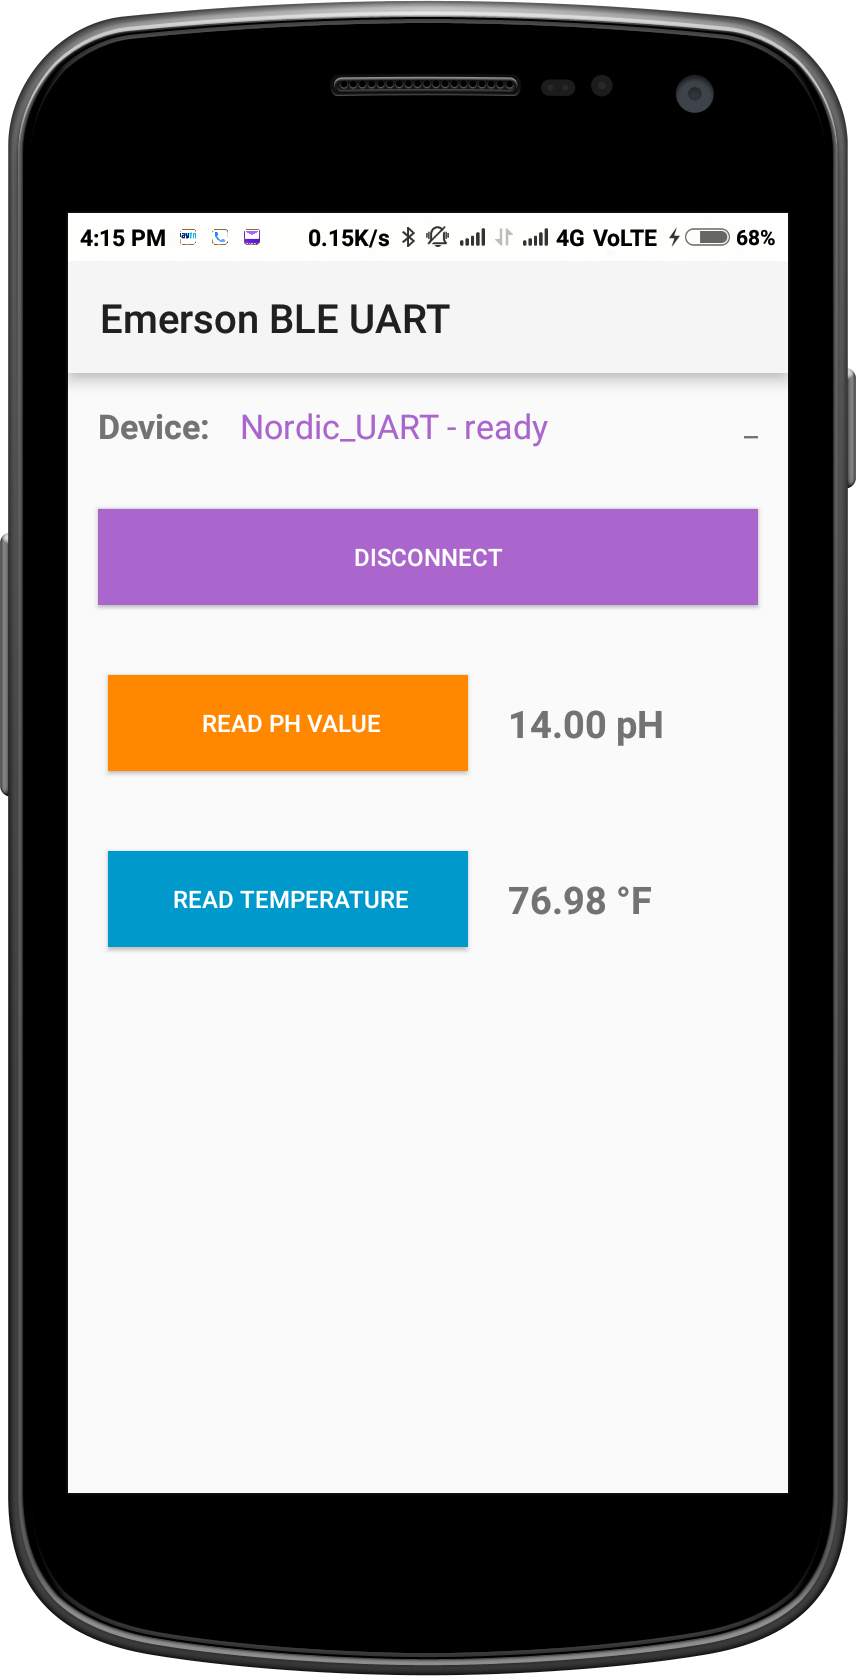 4:15 PM 0.15K/s 4G VoLTE 68%
Emerson BLE UART
Device: Nordic_UART - ready –
DISCONNECT
READ PH VALUE 14.00 pH
READ TEMPERATURE 76.98 °F